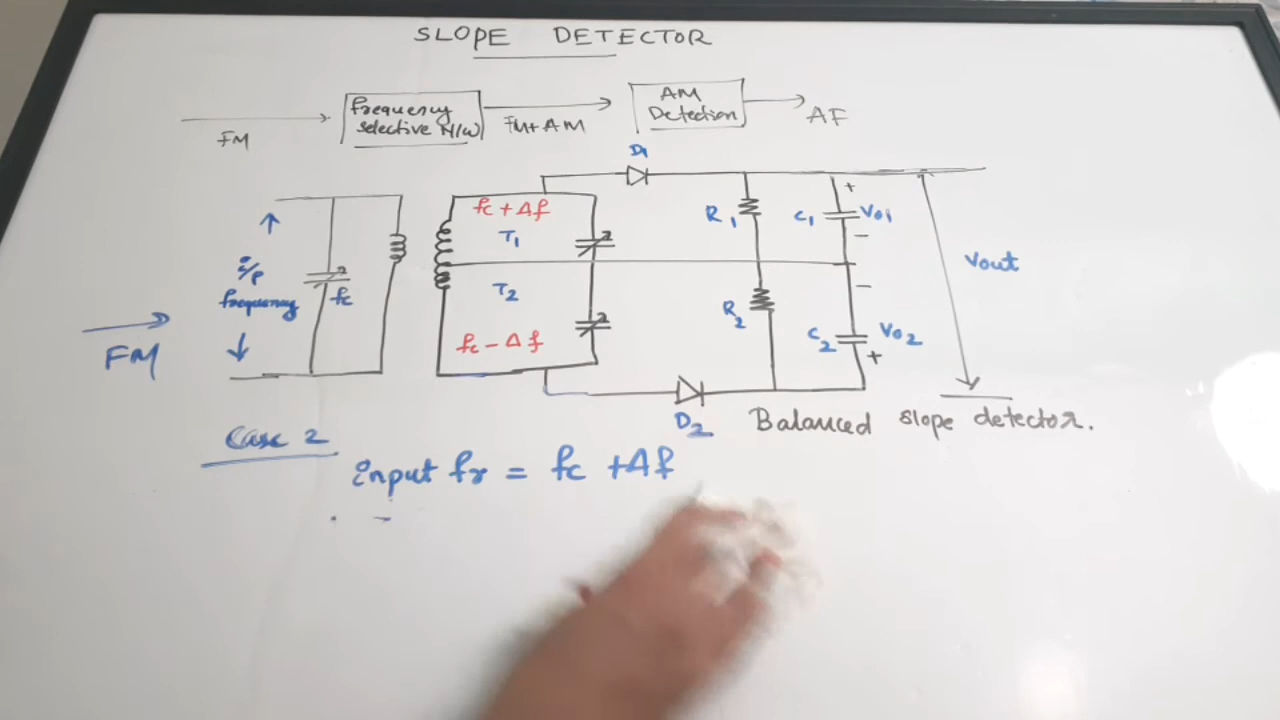 SLOPE DETECTOR
FM
frequency
selective N/W
FM+AM
AM
Detection
AF
D1
fc + Δf
T1
R1
C1
+
Vo1
−
i/p
frequency
fc
Vout
T2
R2
−
fc − Δf
C2
Vo2
+
FM
D2
Balanced slope detector.
Case 2
input fr = fc + Δf